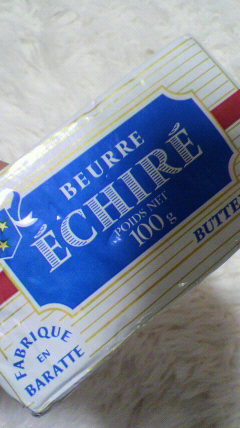 BEURRE
ÉCHIRÉ
POIDS NET
100 g
BUTTE
FABRIQUE
EN
BARATTE